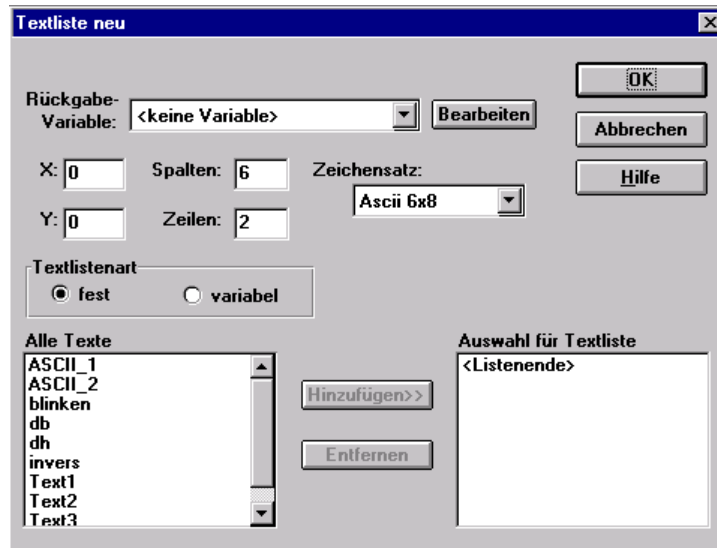 Textliste neu
OK
Rückgabe-
Variable: <keine Variable> Bearbeiten
Abbrechen
X: 0 Spalten: 6 Zeichensatz:
Hilfe
Ascii 6x8
Y: 0 Zeilen: 2
Textlistenart
fest variabel
Alle Texte
ASCII_1
ASCII_2
blinken
db
dh
invers
Text1
Text2
Text3
Hinzufügen>>
Entfernen
Auswahl für Textliste
<Listenende>